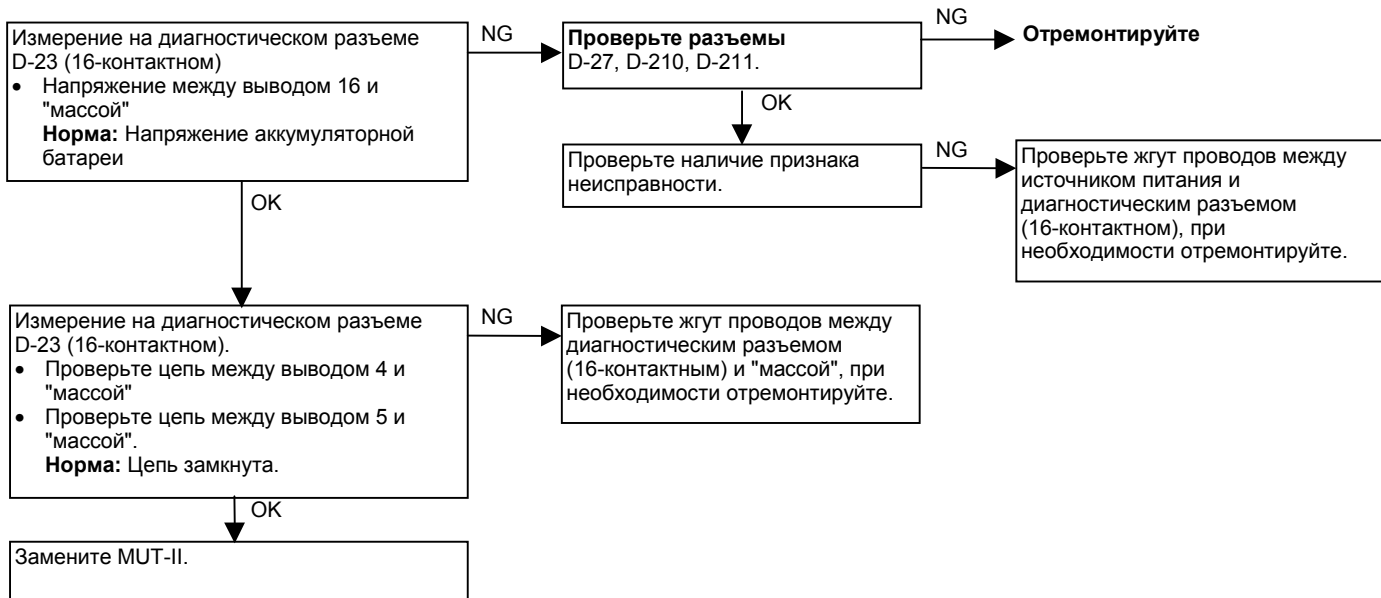 Измерение на диагностическом разъеме
D-23 (16-контактном)
• Напряжение между выводом 16 и
"массой"
Норма: Напряжение аккумуляторной
батареи
NG
Проверьте разъемы
D-27, D-210, D-211.
NG
Отремонтируйте
OK
Проверьте наличие признака
неисправности.
NG
Проверьте жгут проводов между
источником питания и
диагностическим разъемом
(16-контактном), при
необходимости отремонтируйте.
OK
Измерение на диагностическом разъеме
D-23 (16-контактном).
• Проверьте цепь между выводом 4 и
"массой"
• Проверьте цепь между выводом 5 и
"массой".
Норма: Цепь замкнута.
NG
Проверьте жгут проводов между
диагностическим разъемом
(16-контактным) и "массой", при
необходимости отремонтируйте.
OK
Замените MUT-II.